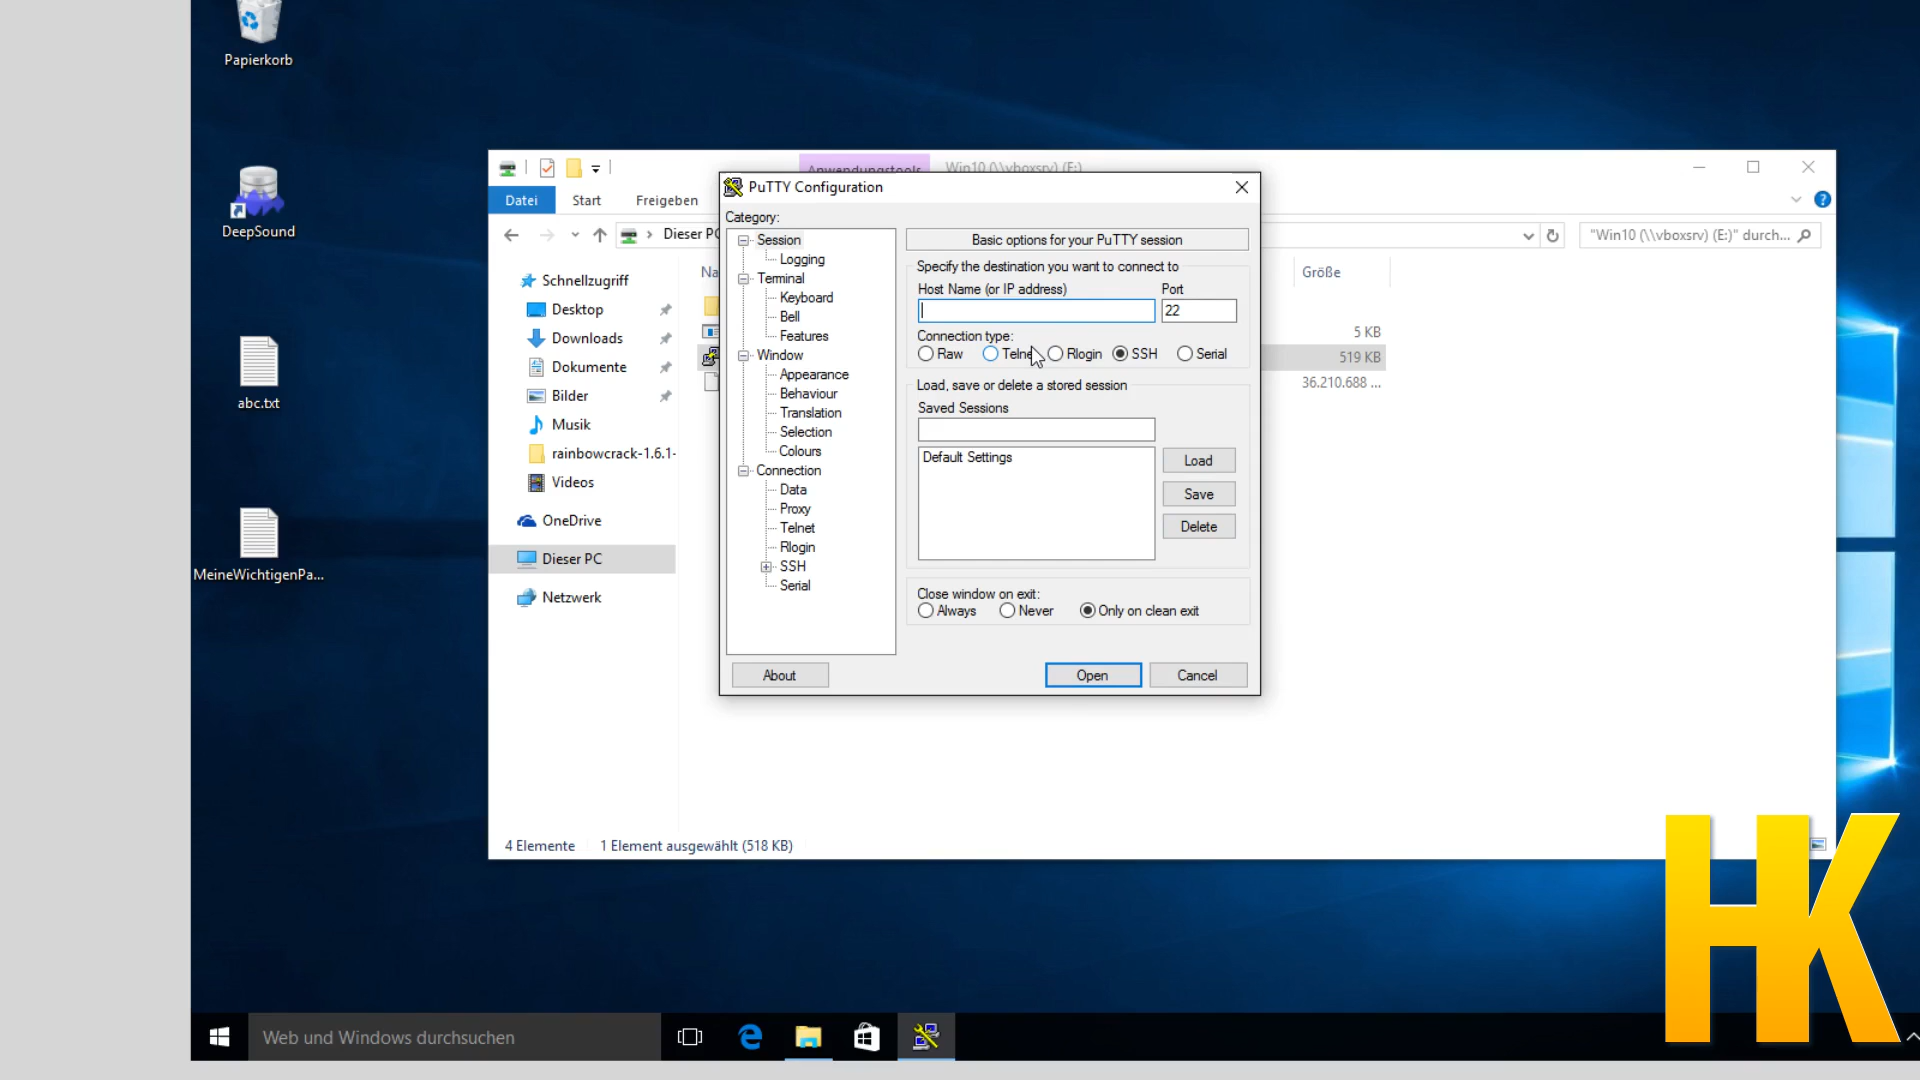 Papierkorb
DeepSound
abc.txt
MeineWichtigenPa...
Anwendungstools
Win10 (\\vboxsrv) (E:)
Datei
Start
Freigeben
Dieser PC
"Win10 (\\vboxsrv) (E:)" durch...
Schnellzugriff
Desktop
Downloads
Dokumente
Bilder
Musik
rainbowcrack-1.6.1-
Videos
OneDrive
Dieser PC
Netzwerk
Na
Größe
5 KB
519 KB
36.210.688 ...
4 Elemente
1 Element ausgewählt (518 KB)
PuTTY Configuration
Category:
Session
Logging
Terminal
Keyboard
Bell
Features
Window
Appearance
Behaviour
Translation
Selection
Colours
Connection
Data
Proxy
Telnet
Rlogin
SSH
Serial
Basic options for your PuTTY session
Specify the destination you want to connect to
Host Name (or IP address)
Port
22
Connection type:
Raw
Telnet
Rlogin
SSH
Serial
Load, save or delete a stored session
Saved Sessions
Default Settings
Load
Save
Delete
Close window on exit:
Always
Never
Only on clean exit
About
Open
Cancel
Web und Windows durchsuchen
HK